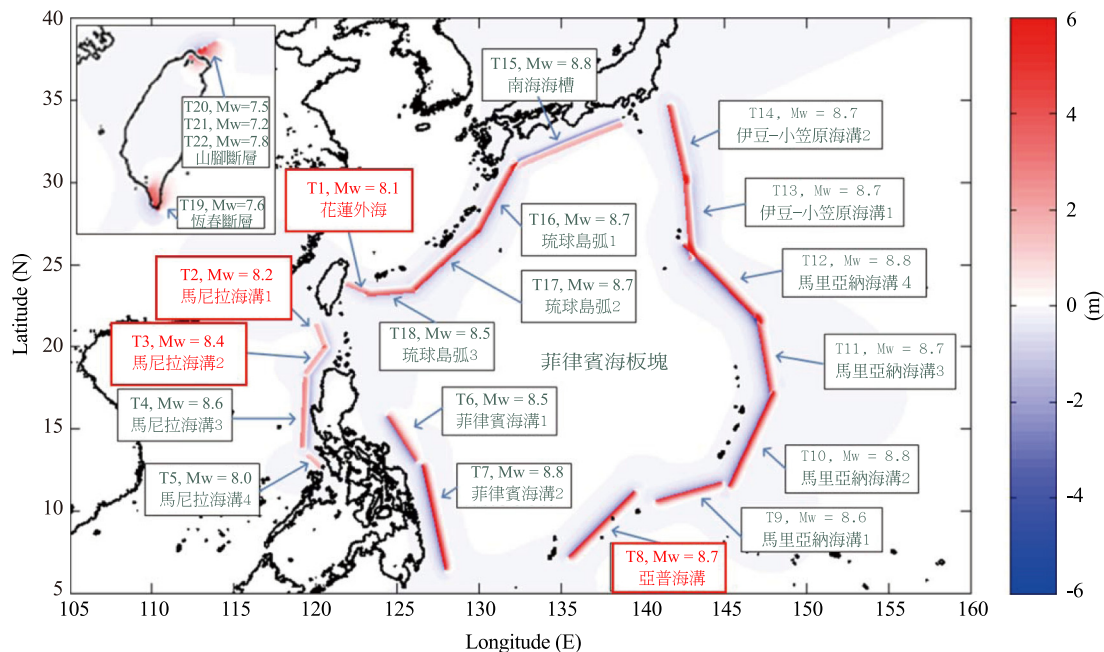 40
35
30
25
20
15
10
5
Latitude (N)
105
110
115
120
125
130
135
140
145
150
155
160
Longitude (E)
6
4
2
0
-2
-4
-6
(m)
T20, Mw=7.5
T21, Mw=7.2
T22, Mw=7.8
山腳斷層
T19, Mw=7.6
恆春斷層
T15, Mw = 8.8
南海海槽
T14, Mw = 8.7
伊豆-小笠原海溝2
T1, Mw = 8.1
花蓮外海
T13, Mw = 8.7
伊豆-小笠原海溝1
T16, Mw = 8.7
琉球島弧1
T2, Mw = 8.2
馬尼拉海溝1
T12, Mw = 8.8
馬里亞納海溝4
T17, Mw = 8.7
琉球島弧2
T3, Mw = 8.4
馬尼拉海溝2
T18, Mw = 8.5
琉球島弧3
菲律賓海板塊
T11, Mw = 8.7
馬里亞納海溝3
T4, Mw = 8.6
馬尼拉海溝3
T6, Mw = 8.5
菲律賓海溝1
T5, Mw = 8.0
馬尼拉海溝4
T7, Mw = 8.8
菲律賓海溝2
T10, Mw = 8.8
馬里亞納海溝2
T9, Mw = 8.6
馬里亞納海溝1
T8, Mw = 8.7
亞普海溝